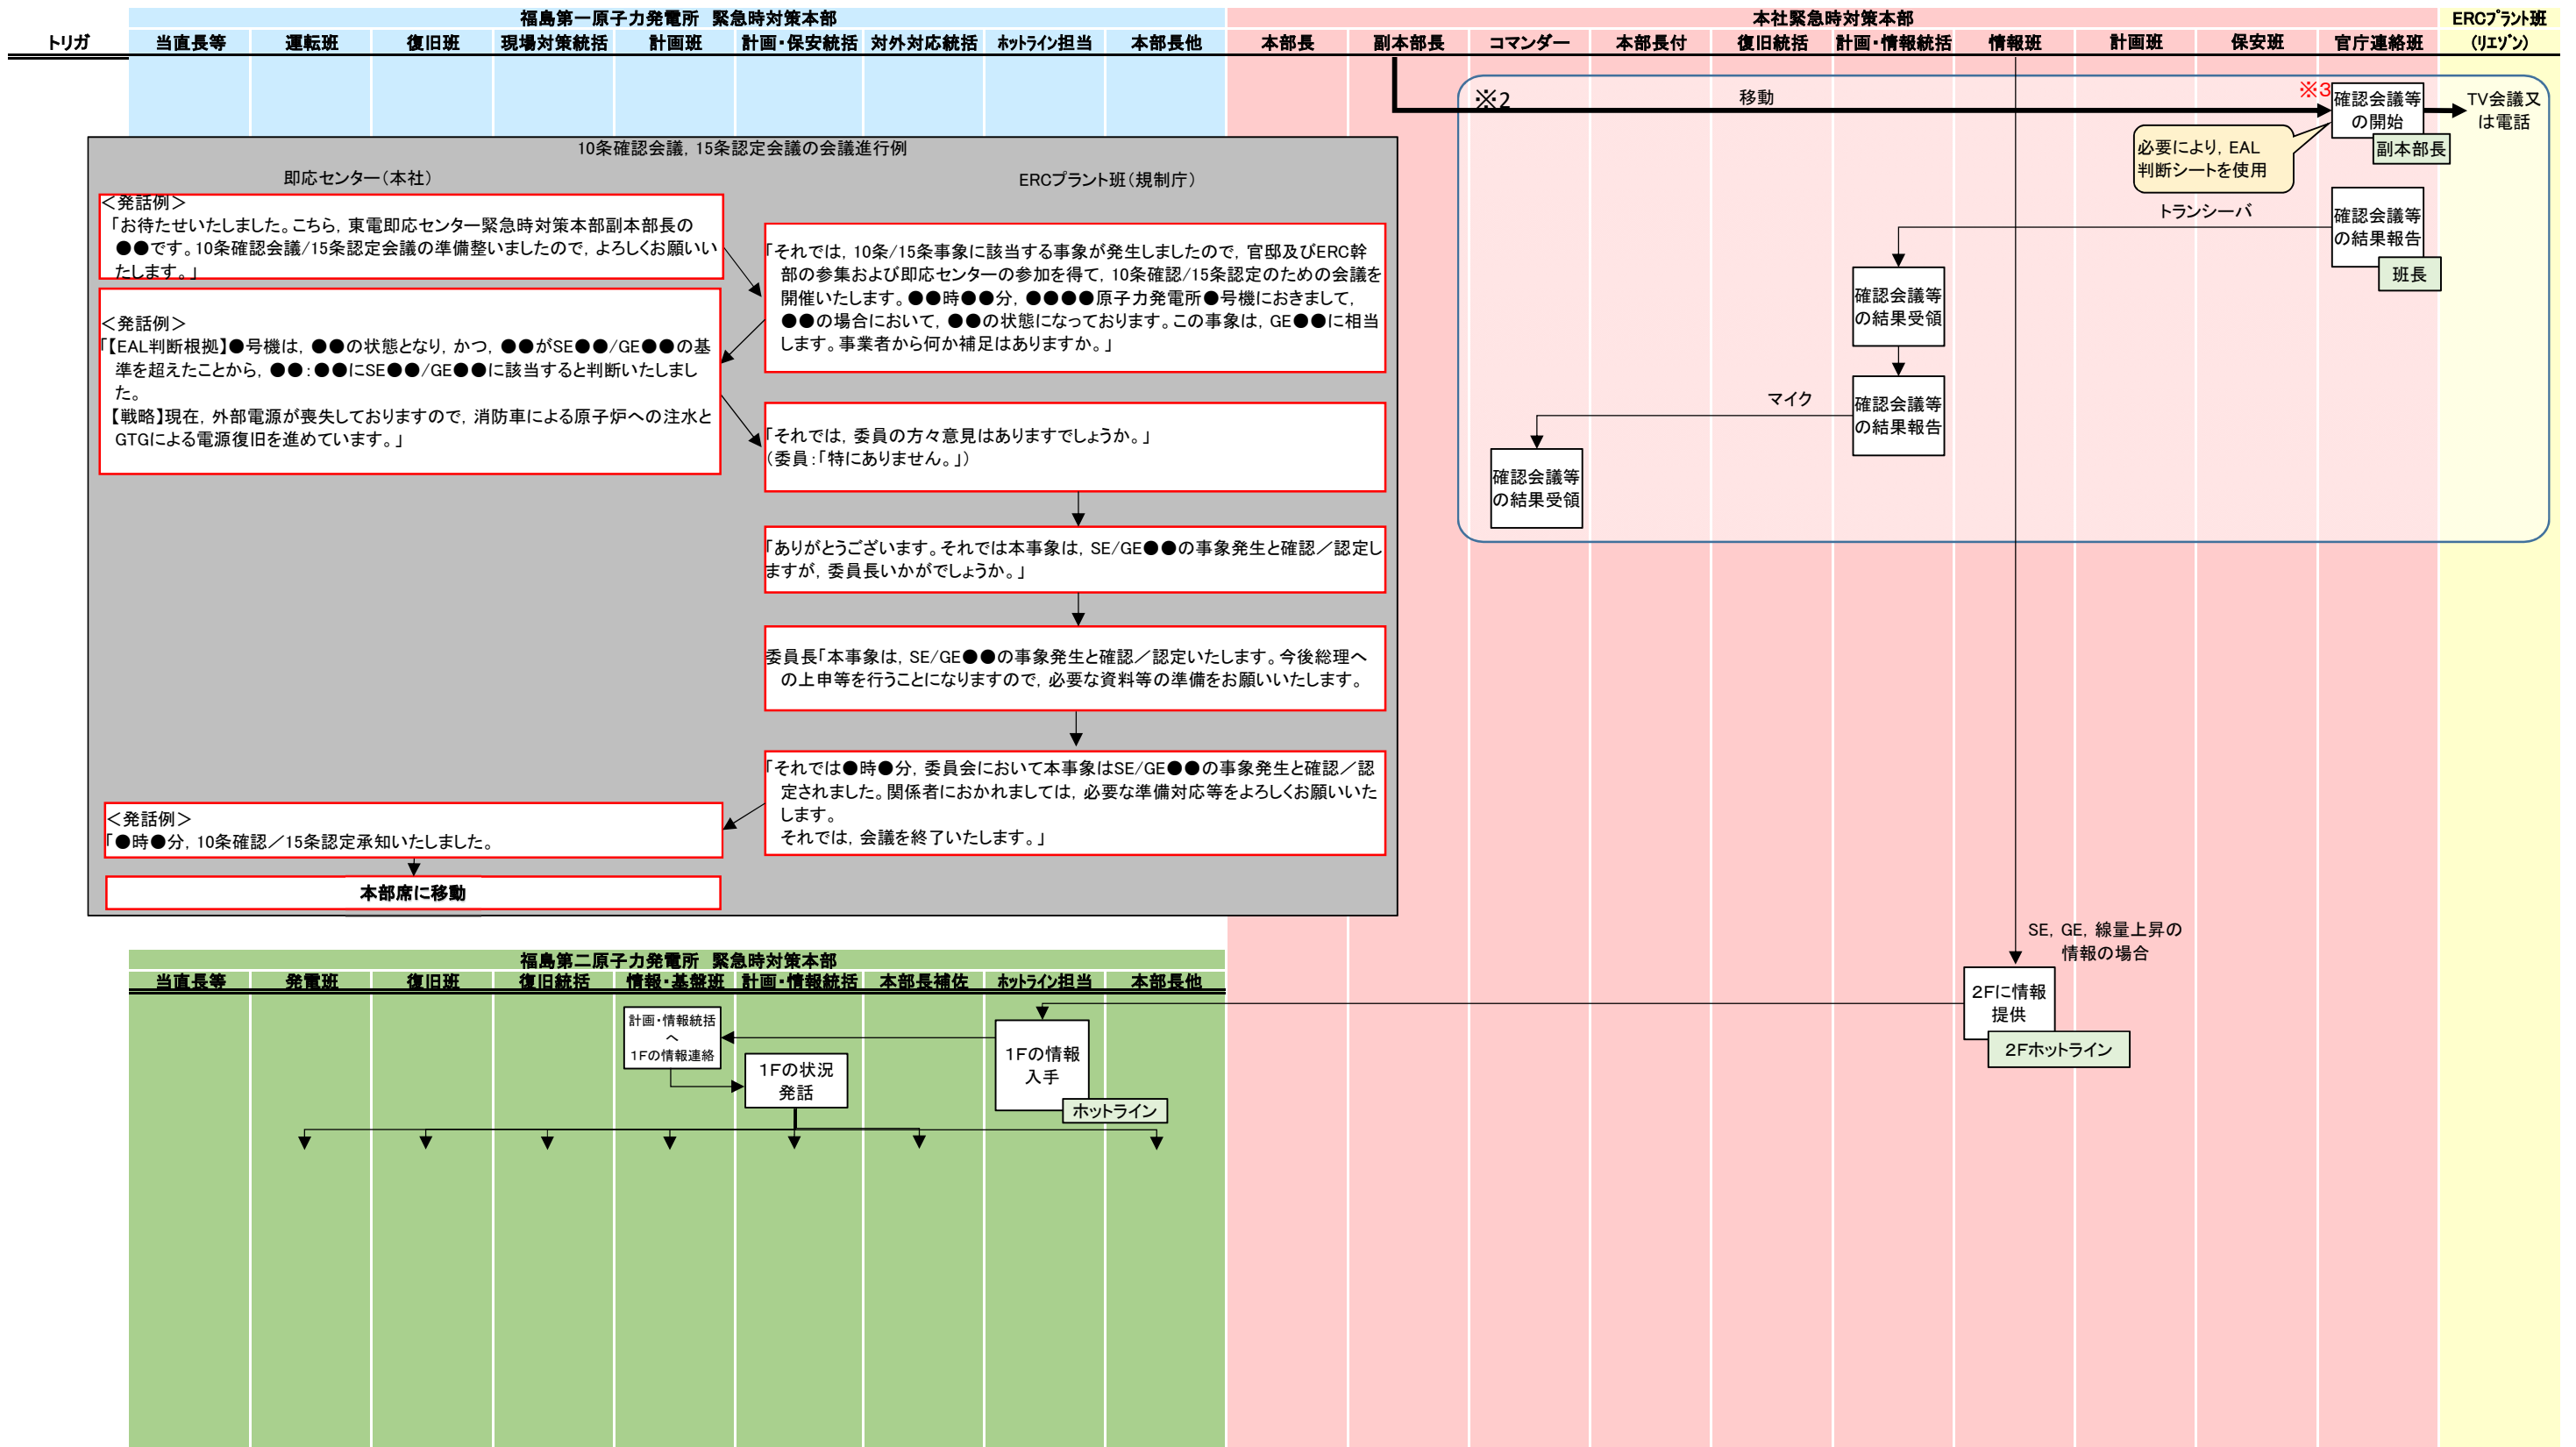 福島第一原子力発電所　緊急時対策本部
本社緊急時対策本部
ERCプラント班
(リエゾン)
トリガ
当直長等
運転班
復旧班
現場対策統括
計画班
計画・保安統括
対外対応統括
ホットライン担当
本部長他
本部長
副本部長
コマンダー
本部長付
復旧統括
計画・情報統括
情報班
計画班
保安班
官庁連絡班
※2
移動
※3
確認会議等
の開始
副本部長
TV会議又
は電話
必要により，EAL
判断シートを使用
トランシーバ
確認会議等
の結果報告
班長
確認会議等
の結果受領
確認会議等
の結果報告
マイク
確認会議等
の結果受領
10条確認会議，15条認定会議の会議進行例
即応センター（本社）
ERCプラント班（規制庁）
＜発話例＞
「お待たせいたしました。こちら，東電即応センター緊急時対策本部副本部長の
●●です。10条確認会議/15条認定会議の準備整いましたので，よろしくお願いい
たします。」
「それでは，10条/15条事象に該当する事象が発生しましたので，官邸及びERC幹
部の参集および即応センターの参加を得て，10条確認/15条認定のための会議を
開催いたします。●●時●●分，●●●●原子力発電所●号機におきまして，
●●の場合において，●●の状態になっております。この事象は，GE●●に相当
します。事業者から何か補足はありますか。」
＜発話例＞
「【EAL判断根拠】●号機は，●●の状態となり，かつ，●●がSE●●/GE●●の基
準を超えたことから，●●：●●にSE●●/GE●●に該当すると判断いたしまし
た。
【戦略】現在，外部電源が喪失しておりますので，消防車による原子炉への注水と
GTGによる電源復旧を進めています。」
「それでは，委員の方々意見はありますでしょうか。」
（委員：「特にありません。」）
「ありがとうございます。それでは本事象は，SE/GE●●の事象発生と確認／認定し
ますが，委員長いかがでしょうか。」
委員長「本事象は，SE/GE●●の事象発生と確認／認定いたします。今後総理へ
の上申等を行うことになりますので，必要な資料等の準備をお願いいたします。
「それでは●時●分，委員会において本事象はSE/GE●●の事象発生と確認／認
定されました。関係者におかれましては，必要な準備対応等をよろしくお願いいた
します。
それでは，会議を終了いたします。」
＜発話例＞
「●時●分，10条確認／15条認定承知いたしました。
本部席に移動
SE，GE，線量上昇の
情報の場合
2Fに情報
提供
2Fホットライン
福島第二原子力発電所　緊急時対策本部
当直長等
発電班
復旧班
復旧統括
情報・基盤班
計画・情報統括
本部長補佐
ホットライン担当
本部長他
計画・情報統括
へ
1Fの情報連絡
1Fの状況
発話
1Fの情報
入手
ホットライン